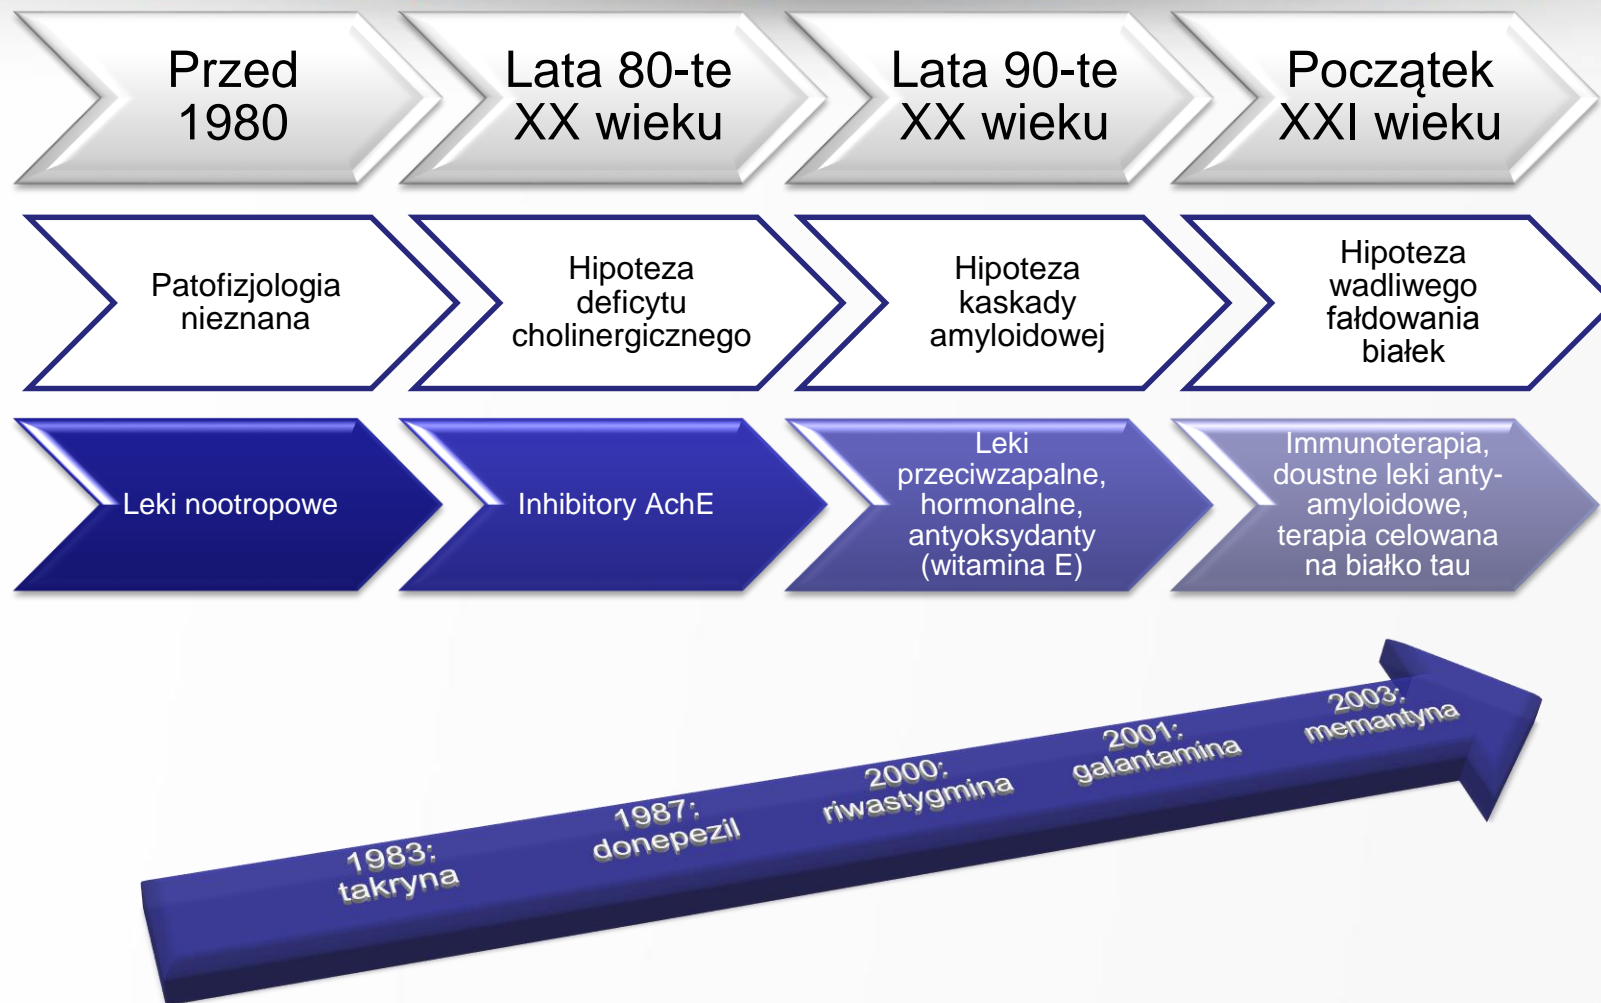 Przed
1980
Lata 80-te
XX wieku
Lata 90-te
XX wieku
Początek
XXI wieku
Patofizjologia
nieznana
Hipoteza
deficytu
cholinergicznego
Hipoteza
kaskady
amyloidowej
Hipoteza
wadliwego
fałdowania
białek
Leki nootropowe
Inhibitory AchE
Leki
przeciwzapalne,
hormonalne,
antyoksydanty
(witamina E)
Immunoterapia,
doustne leki anty-
amyloidowe,
terapia celowana
na białko tau
1983:
takryna
1987:
donepezil
2000:
riwastygmina
2001:
galantamina
2003:
memantyna